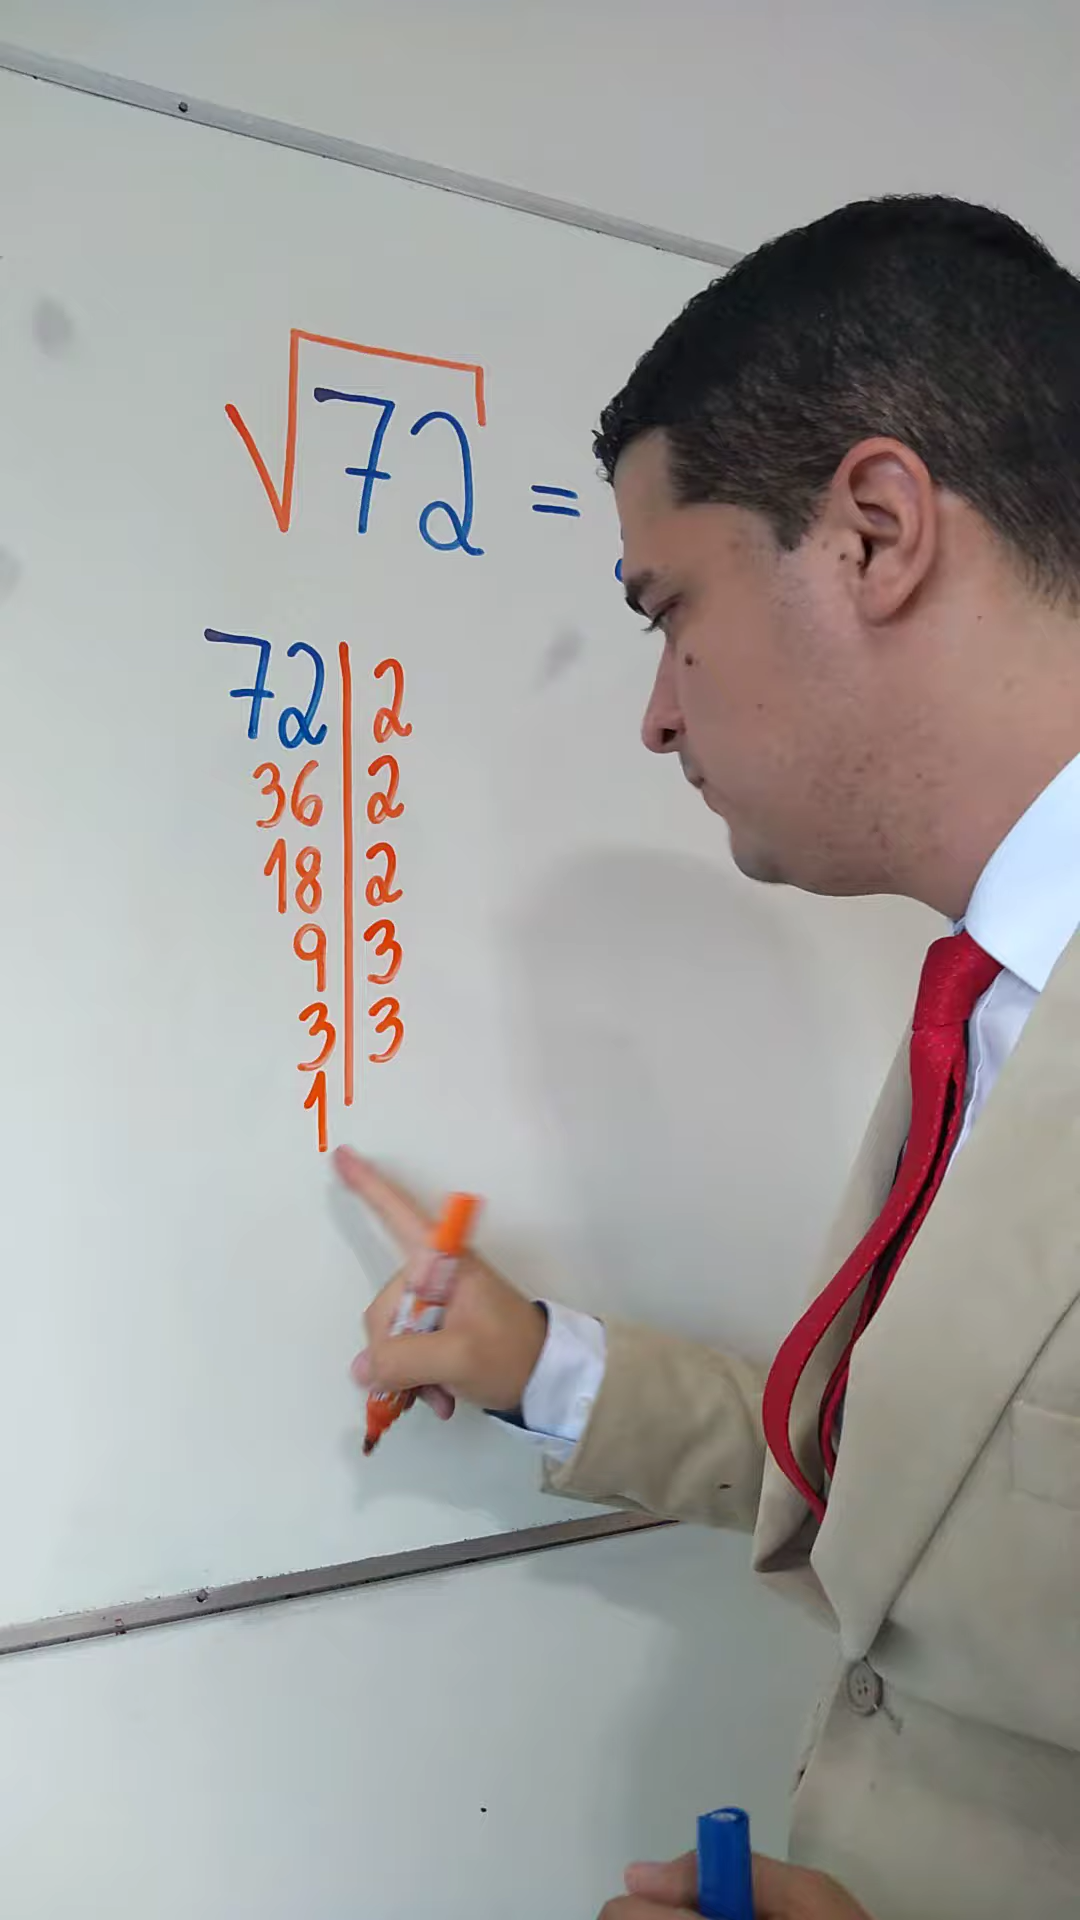 √72 =
72 | 2
36 | 2
18 | 2
9 | 3
3 | 3
1 |